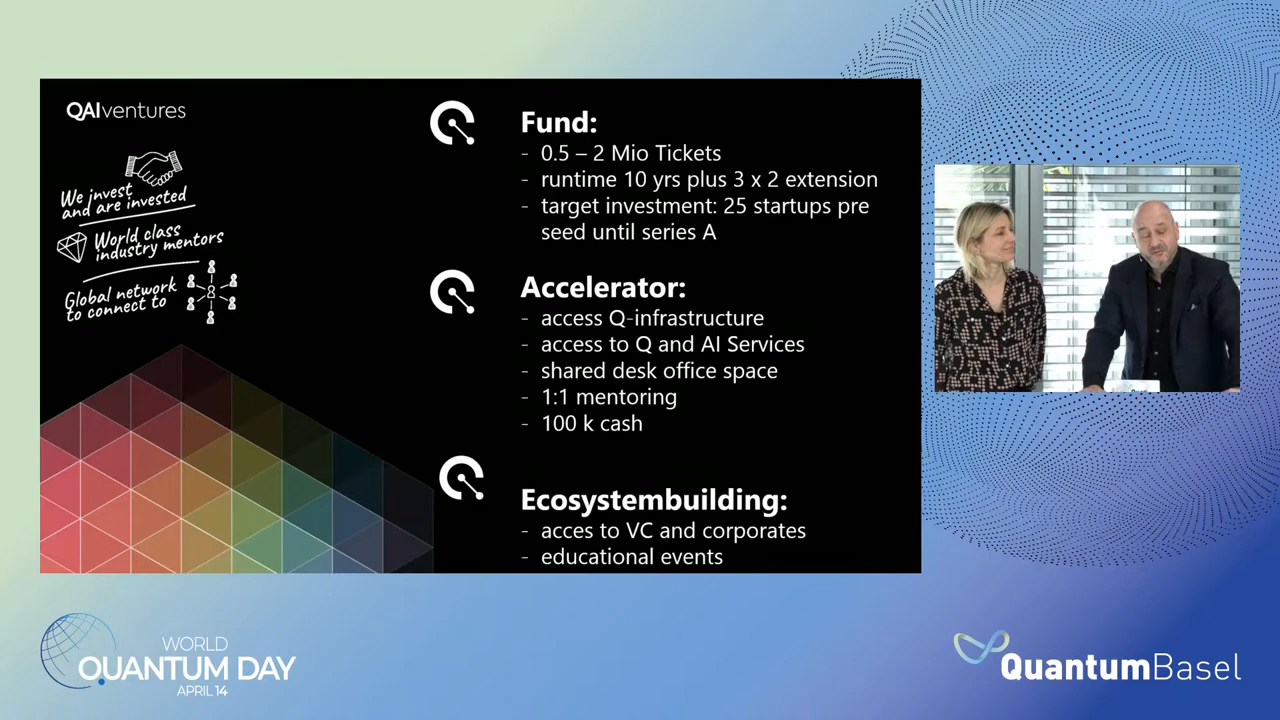 QAIventures
We invest
and are invested
World class
industry mentors
Global network
to connect to
Fund:
- 0.5 – 2 Mio Tickets
- runtime 10 yrs plus 3 x 2 extension
- target investment: 25 startups pre
seed until series A
Accelerator:
- access Q-infrastructure
- access to Q and AI Services
- shared desk office space
- 1:1 mentoring
- 100 k cash
Ecosystembuilding:
- acces to VC and corporates
- educational events
WORLD
QUANTUM DAY
APRIL 14
QuantumBasel